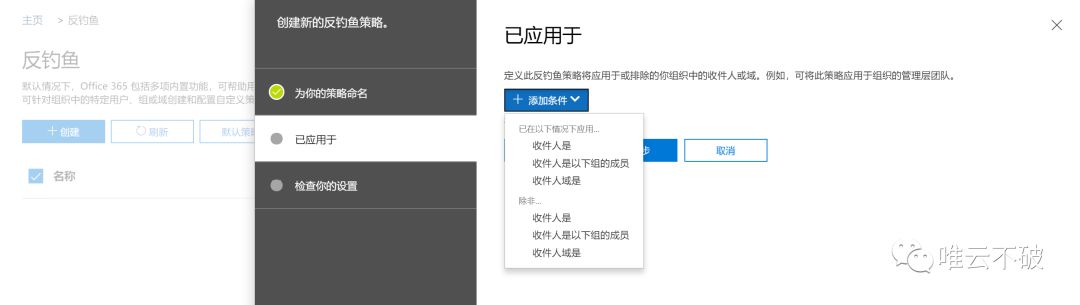 主页 > 反钓鱼
反钓鱼
默认情况下，Office 365 包括多项内置功能，可帮助用
可针对组织中的特定用户、组或域创建和配置自定义策
创建
刷新
默认策
名称
创建新的反钓鱼策略。
为你的策略命名
已应用于
检查你的设置
已应用于
定义此反钓鱼策略将应用于或排除的你组织中的收件人或域。例如，可将此策略应用于组织的管理层团队。
添加条件
已在以下情况下应用...
收件人是
收件人是以下组的成员
收件人域是
除非...
收件人是
收件人是以下组的成员
收件人域是
步
取消
唯云不破